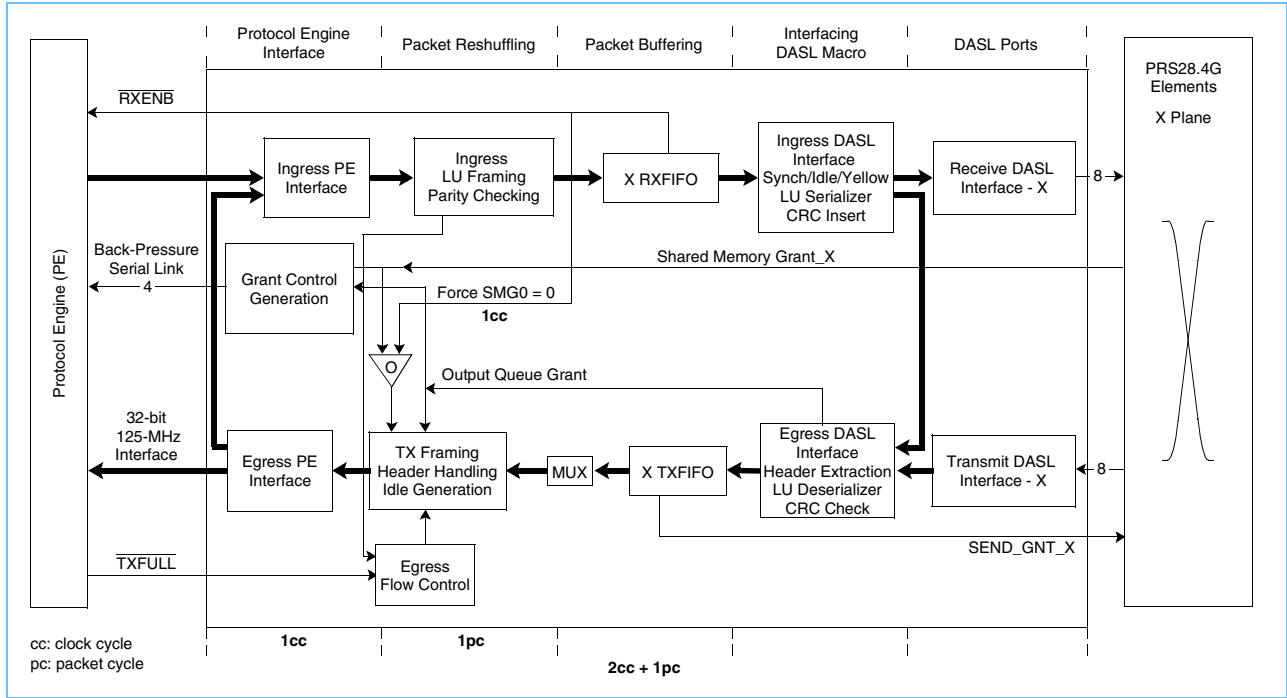 Protocol Engine
Interface
Packet Reshuffling
Packet Buffering
Interfacing
DASL Macro
DASL Ports
PRS28.4G
Elements
X Plane
RXENB
Ingress PE
Interface
Ingress
LU Framing
Parity Checking
X RXFIFO
Ingress DASL
Interface
Synch/Idle/Yellow
LU Serializer
CRC Insert
Receive DASL
Interface - X
8
Protocol Engine (PE)
Back-Pressure
Serial Link
4
Grant Control
Generation
Shared Memory Grant_X
Force SMG0 = 0
1cc
O
Output Queue Grant
32-bit
125-MHz
Interface
Egress PE
Interface
TX Framing
Header Handling
Idle Generation
MUX
X TXFIFO
Egress DASL
Interface
Header Extraction
LU Deserializer
CRC Check
Transmit DASL
Interface - X
8
SEND_GNT_X
TXFULL
Egress
Flow Control
cc: clock cycle
pc: packet cycle
1cc
1pc
2cc + 1pc